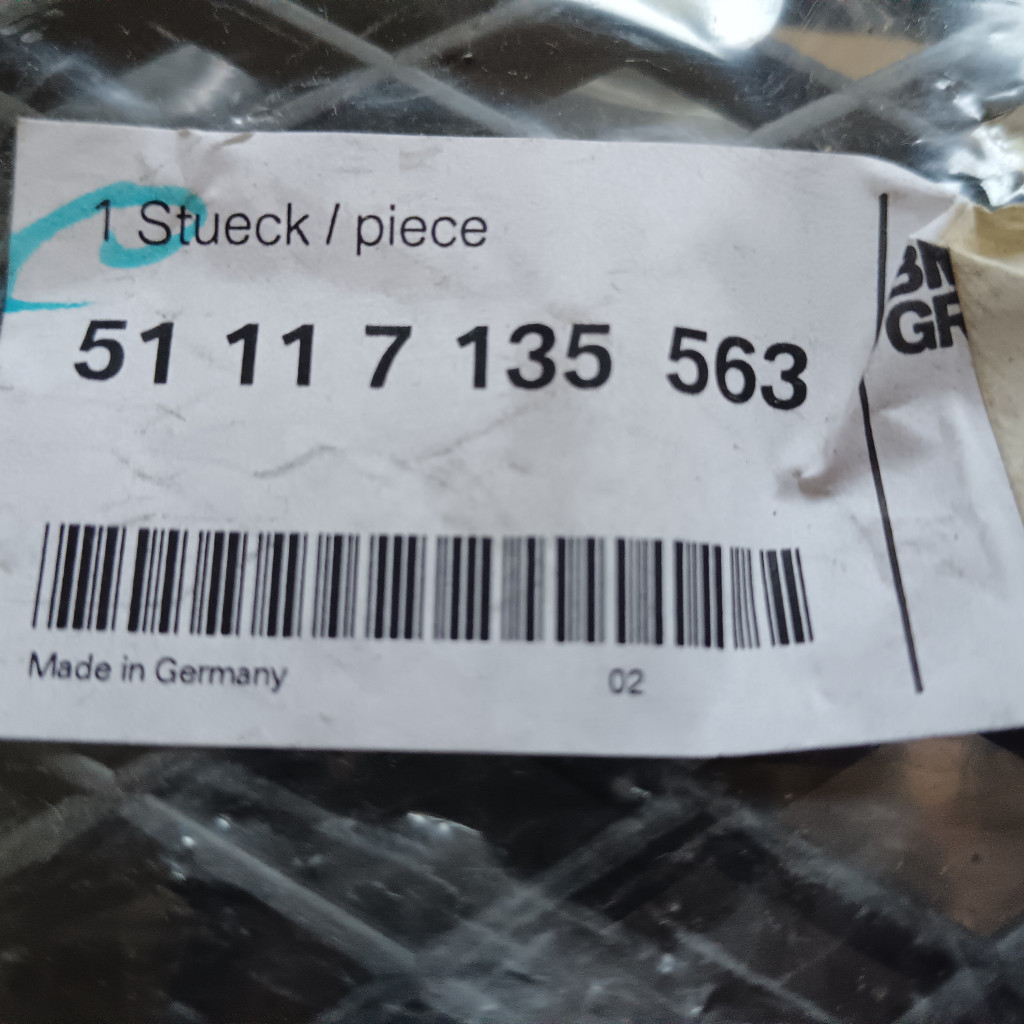 1 Stueck / piece
51 11 7 135 563
Made in Germany
02